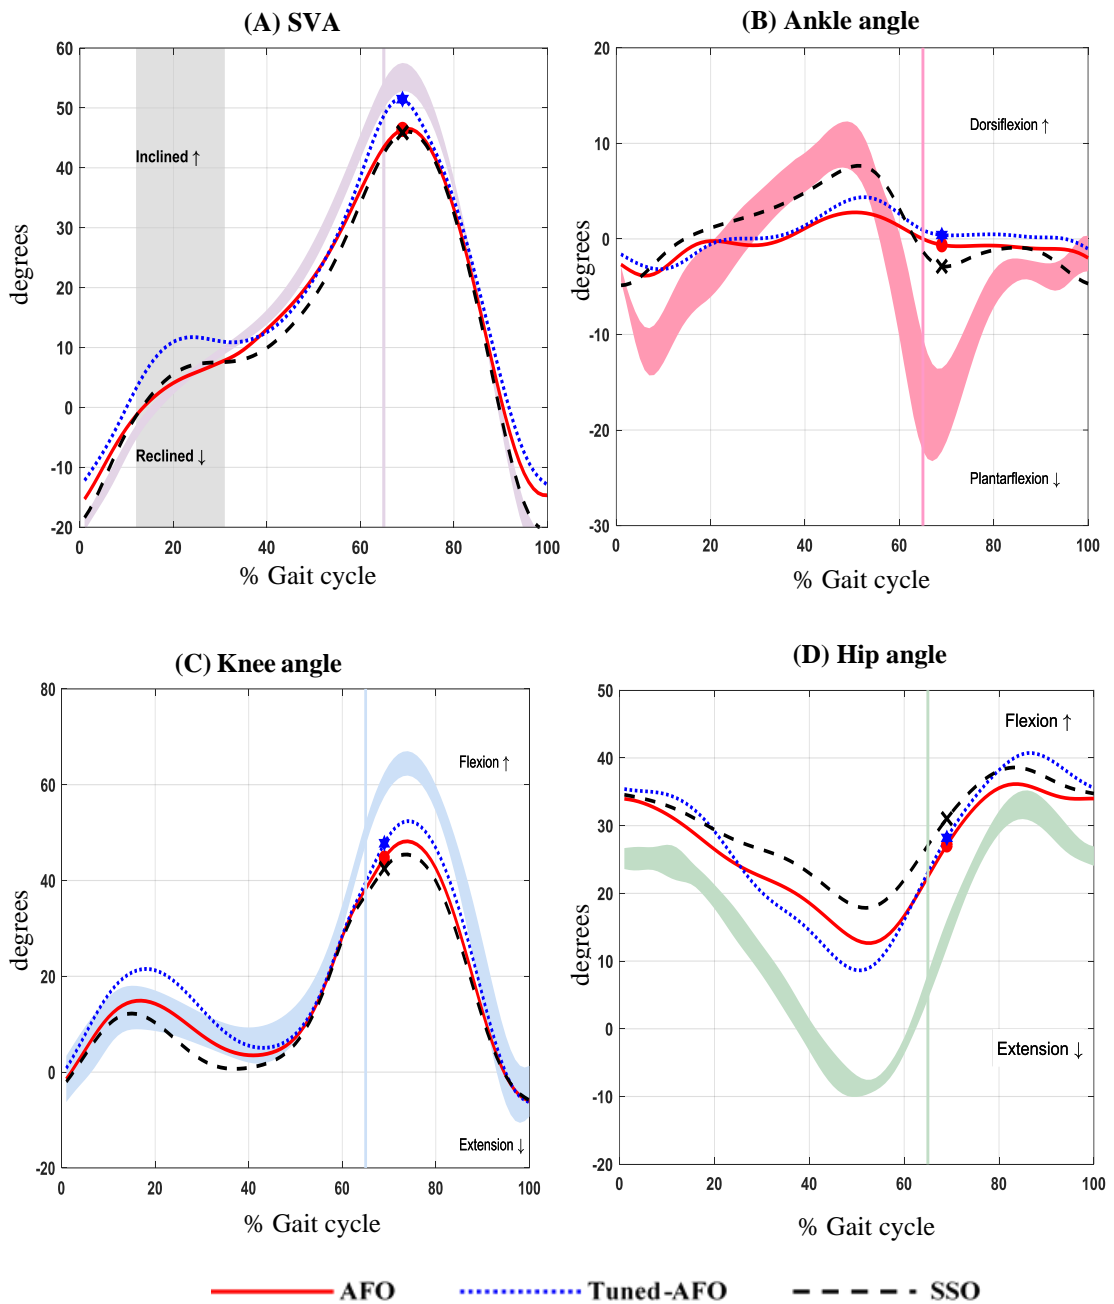 (A) SVA
60
50
40
30
20
10
0
-10
-20
degrees
Inclined ↑
Reclined ↓
0 20 40 60 80 100
% Gait cycle
(B) Ankle angle
20
10
0
-10
-20
-30
degrees
Dorsiflexion ↑
Plantarflexion ↓
0 20 40 60 80 100
% Gait cycle
(C) Knee angle
80
60
40
20
0
-20
degrees
Flexion ↑
Extension ↓
0 20 40 60 80 100
% Gait cycle
(D) Hip angle
50
40
30
20
10
0
-10
-20
degrees
Flexion ↑
Extension ↓
0 20 40 60 80 100
% Gait cycle
AFO Tuned-AFO SSO